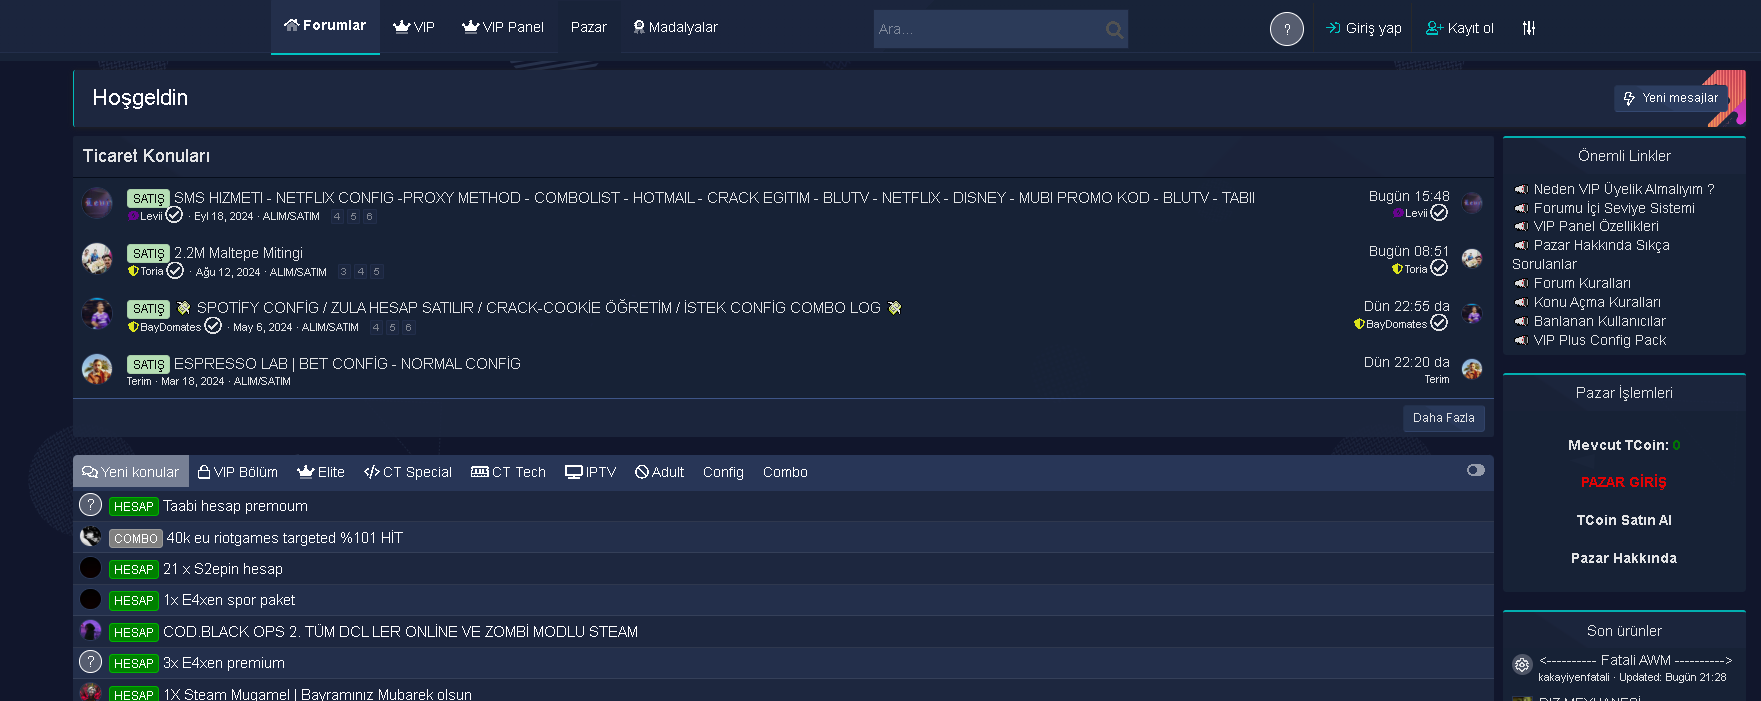 Forumlar VIP VIP Panel Pazar Madalyalar Ara... ? Giriş yap Kayıt ol
Hoşgeldin
Yeni mesajlar
Ticaret Konuları
SATIŞ SMS HIZMETI - NETFLIX CONFIG -PROXY METHOD - COMBOLIST - HOTMAIL - CRACK EGITIM - BLUTV - NETFLIX - DISNEY - MUBI PROMO KOD - BLUTV - TABII
Levii · Eyl 18, 2024 · ALIM/SATIM 4 5 6
Bugün 15:48
Levii
SATIŞ 2.2M Maltepe Mitingi
Toria · Ağu 12, 2024 · ALIM/SATIM 3 4 5
Bugün 08:51
Toria
SATIŞ 💸 SPOTİFY CONFİG / ZULA HESAP SATILIR / CRACK-COOKİE ÖĞRETİM / İSTEK CONFİG COMBO LOG 💸
BayDomates · May 6, 2024 · ALIM/SATIM 4 5 6
Dün 22:55 da
BayDomates
SATIŞ ESPRESSO LAB | BET CONFİG - NORMAL CONFİG
Terim · Mar 18, 2024 · ALIM/SATIM
Dün 22:20 da
Terim
Daha Fazla
Yeni konular VIP Bölüm Elite CT Special CT Tech IPTV Adult Config Combo
? HESAP Taabi hesap premoum
COMBO 40k eu riotgames targeted %101 HİT
HESAP 21 x S2epin hesap
HESAP 1x E4xen spor paket
HESAP COD.BLACK OPS 2. TÜM DCL LER ONLİNE VE ZOMBİ MODLU STEAM
? HESAP 3x E4xen premium
HESAP 1X Steam Mugamel | Bayramınız Mubarek olsun
Önemli Linkler
Neden VIP Üyelik Almalıyım ?
Forumu İçi Seviye Sistemi
VIP Panel Özellikleri
Pazar Hakkında Sıkça
Sorulanlar
Forum Kuralları
Konu Açma Kuralları
Banlanan Kullanıcılar
VIP Plus Config Pack
Pazar İşlemleri
Mevcut TCoin: 0
PAZAR GİRİŞ
TCoin Satın Al
Pazar Hakkında
Son ürünler
<---------- Fatali AWM ---------->
kakayiyenfatali · Updated: Bugün 21:28